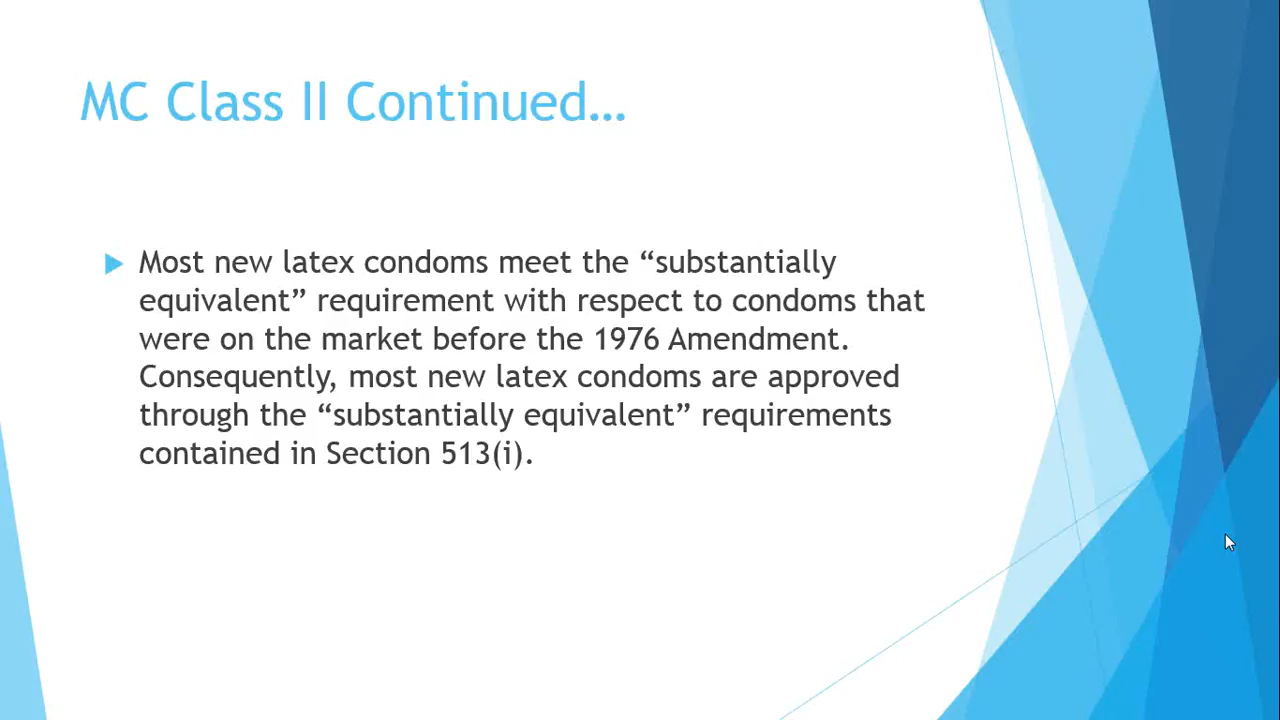 MC Class II Continued…
Most new latex condoms meet the “substantially
equivalent” requirement with respect to condoms that
were on the market before the 1976 Amendment.
Consequently, most new latex condoms are approved
through the “substantially equivalent” requirements
contained in Section 513(i).